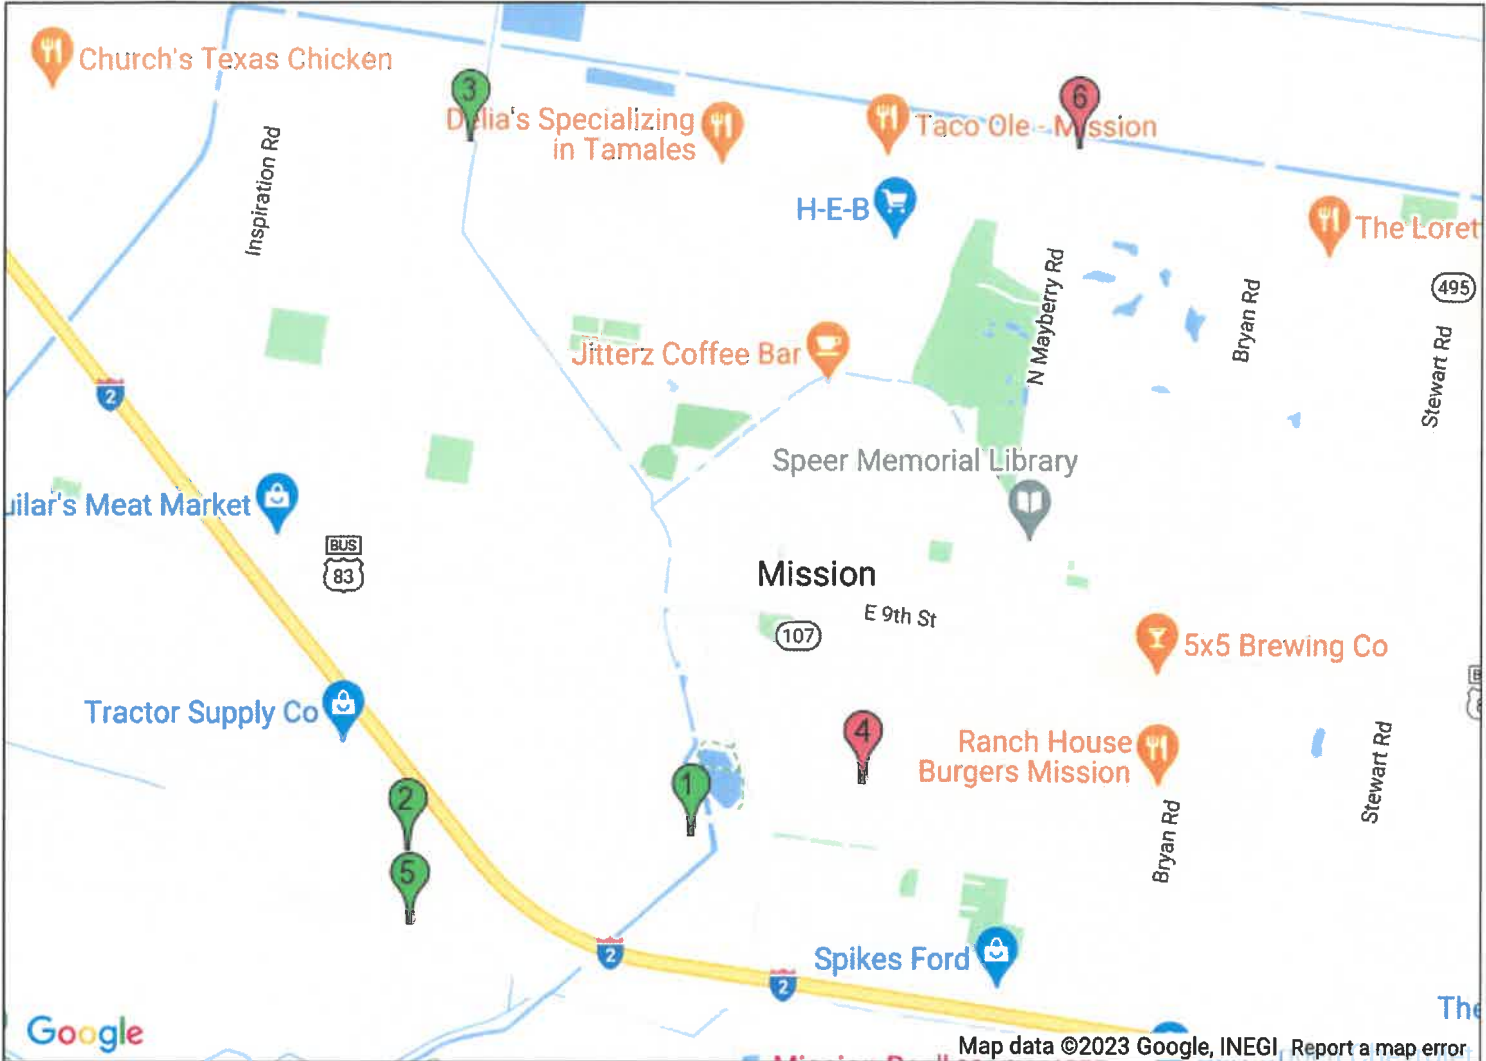 Church's Texas Chicken
3
6
Delia's Specializing
in Tamales
Taco Ole - Mission
Inspiration Rd
H-E-B
The Loret
N Mayberry Rd
Bryan Rd
495
Stewart Rd
Jitterz Coffee Bar
2
Speer Memorial Library
uilar's Meat Market
BUS
83
Mission
E 9th St
107
5x5 Brewing Co
Tractor Supply Co
4
Ranch House
Burgers Mission
Stewart Rd
1
2
Bryan Rd
5
2
Spikes Ford
2
The
Google
Map data ©2023 Google, INEGI
Report a map error